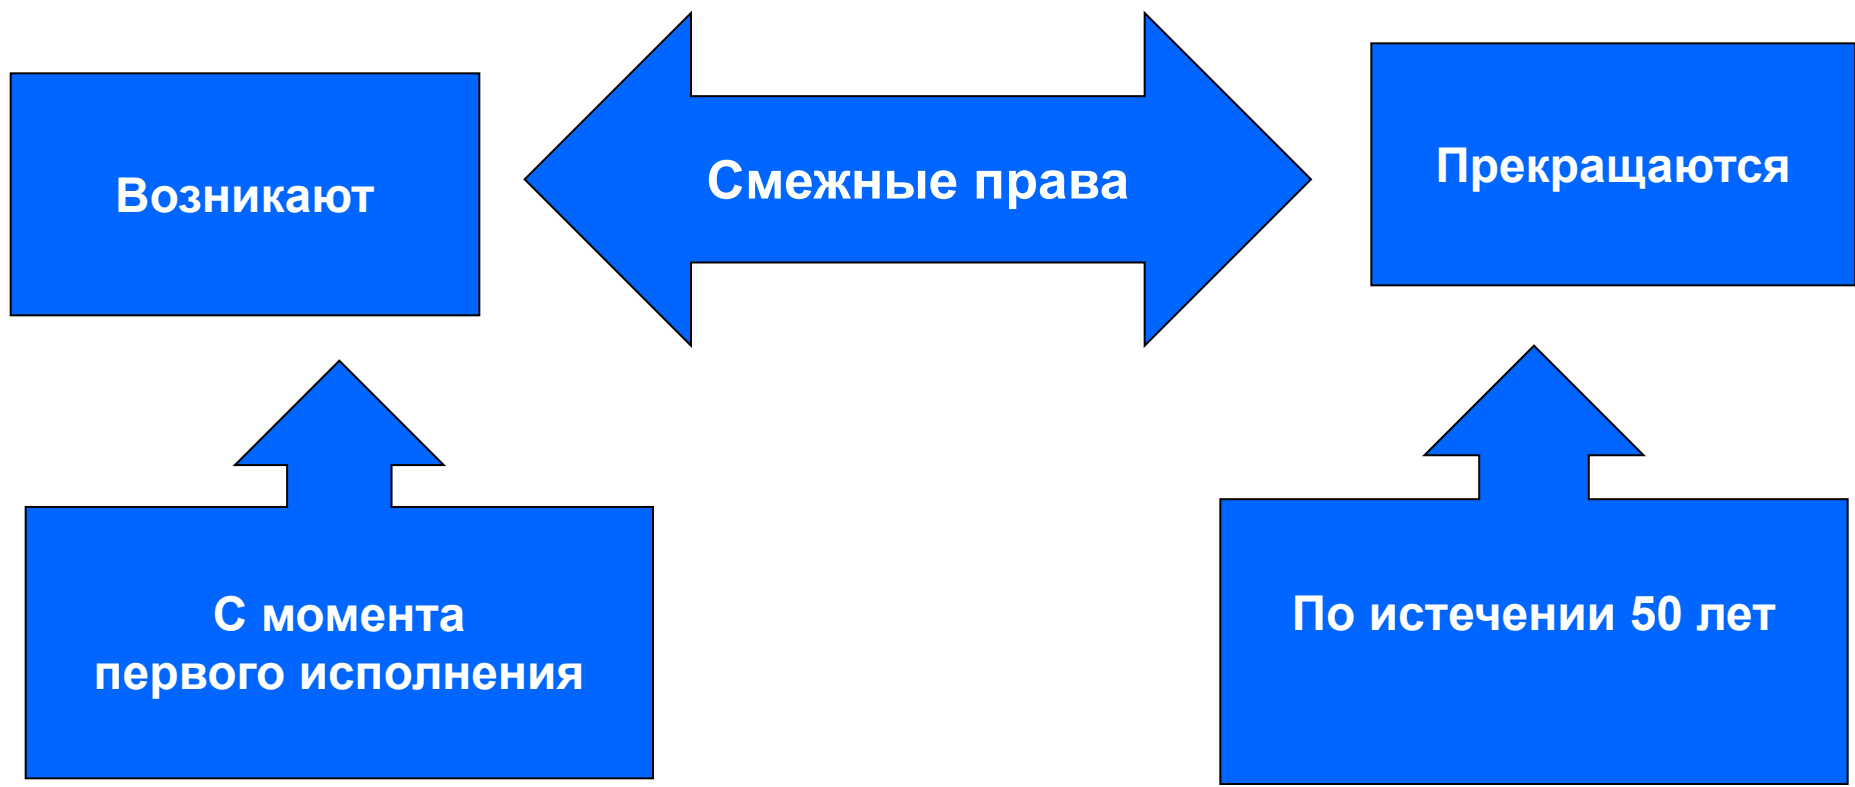 Возникают
Смежные права
Прекращаются
С момента
первого исполнения
По истечении 50 лет